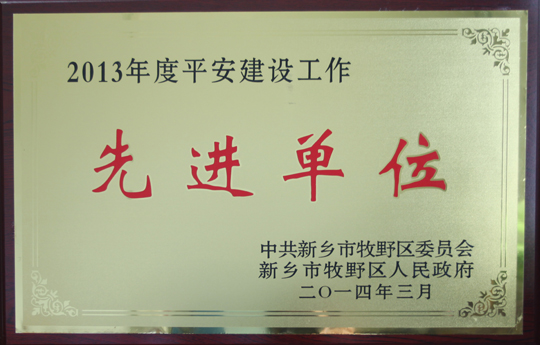 2013年度平安建设工作
先进单位
中共新乡市牧野区委员会
新乡市牧野区人民政府
二〇一四年三月